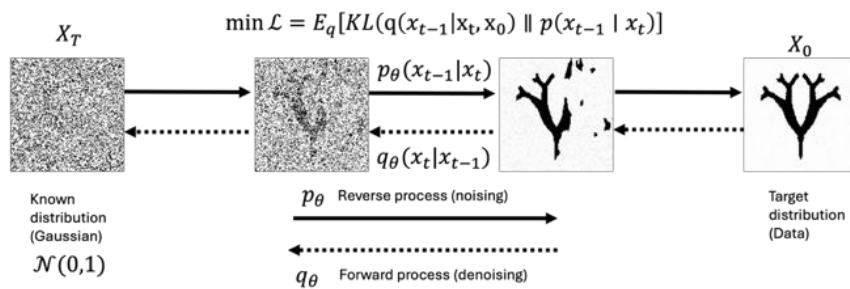 min ℒ = E_q[KL(q(x_{t-1}|x_t, x_0) ∥ p(x_{t-1} | x_t)]
X_T
X_0
p_θ(x_{t-1}|x_t)
q_θ(x_t|x_{t-1})
Known
distribution
(Gaussian)
𝒩(0,1)
p_θ Reverse process (noising)
Forward process (denoising)
q_θ
Target
distribution
(Data)